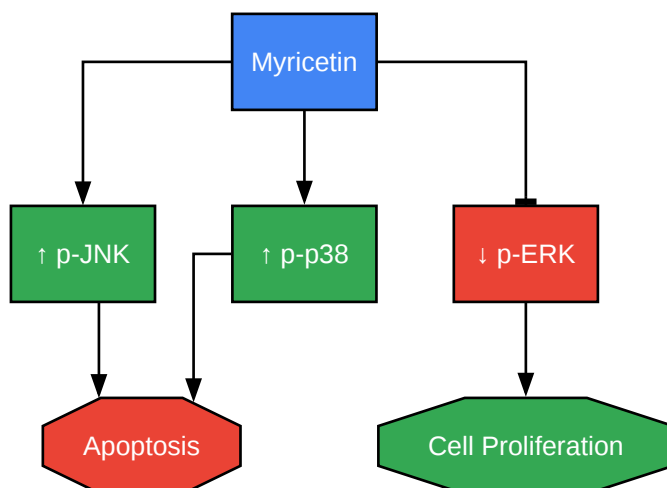 Myricetin
↑ p-JNK
↑ p-p38
↓ p-ERK
Apoptosis
Cell Proliferation